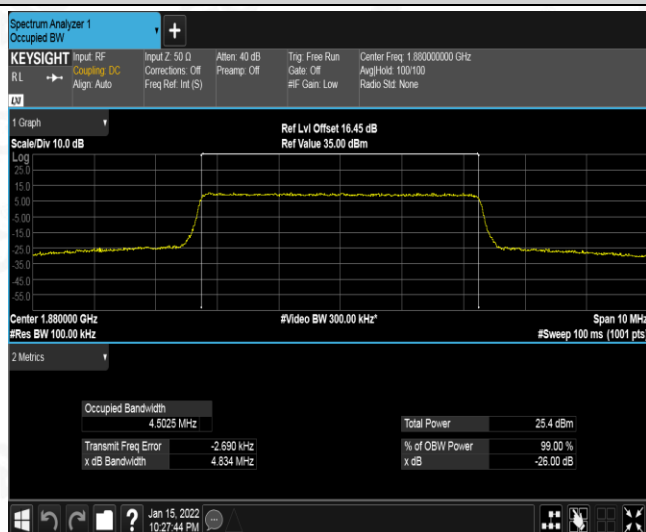 Spectrum Analyzer 1
Occupied BW
+
KEYSIGHT
RL
LXI
Input: RF
Coupling: DC
Align: Auto
Input Z: 50 Ω
Corrections: Off
Freq Ref: Int (S)
Atten: 40 dB
Preamp: Off
Trig: Free Run
Gate: Off
#IF Gain: Low
Center Freq: 1.880000000 GHz
Avg|Hold: 100/100
Radio Std: None
1 Graph
Scale/Div 10.0 dB
Ref Lvl Offset 16.45 dB
Ref Value 35.00 dBm
Log
25.0
15.0
5.00
-5.00
-15.0
-25.0
-35.0
-45.0
-55.0
Center 1.880000 GHz
#Res BW 100.00 kHz
#Video BW 300.00 kHz*
Span 10 MHz
#Sweep 100 ms (1001 pts)
2 Metrics
Occupied Bandwidth
4.5025 MHz
Transmit Freq Error -2.690 kHz
x dB Bandwidth 4.834 MHz
Total Power 25.4 dBm
% of OBW Power 99.00 %
x dB -26.00 dB
?
Jan 15, 2022
10:27:44 PM